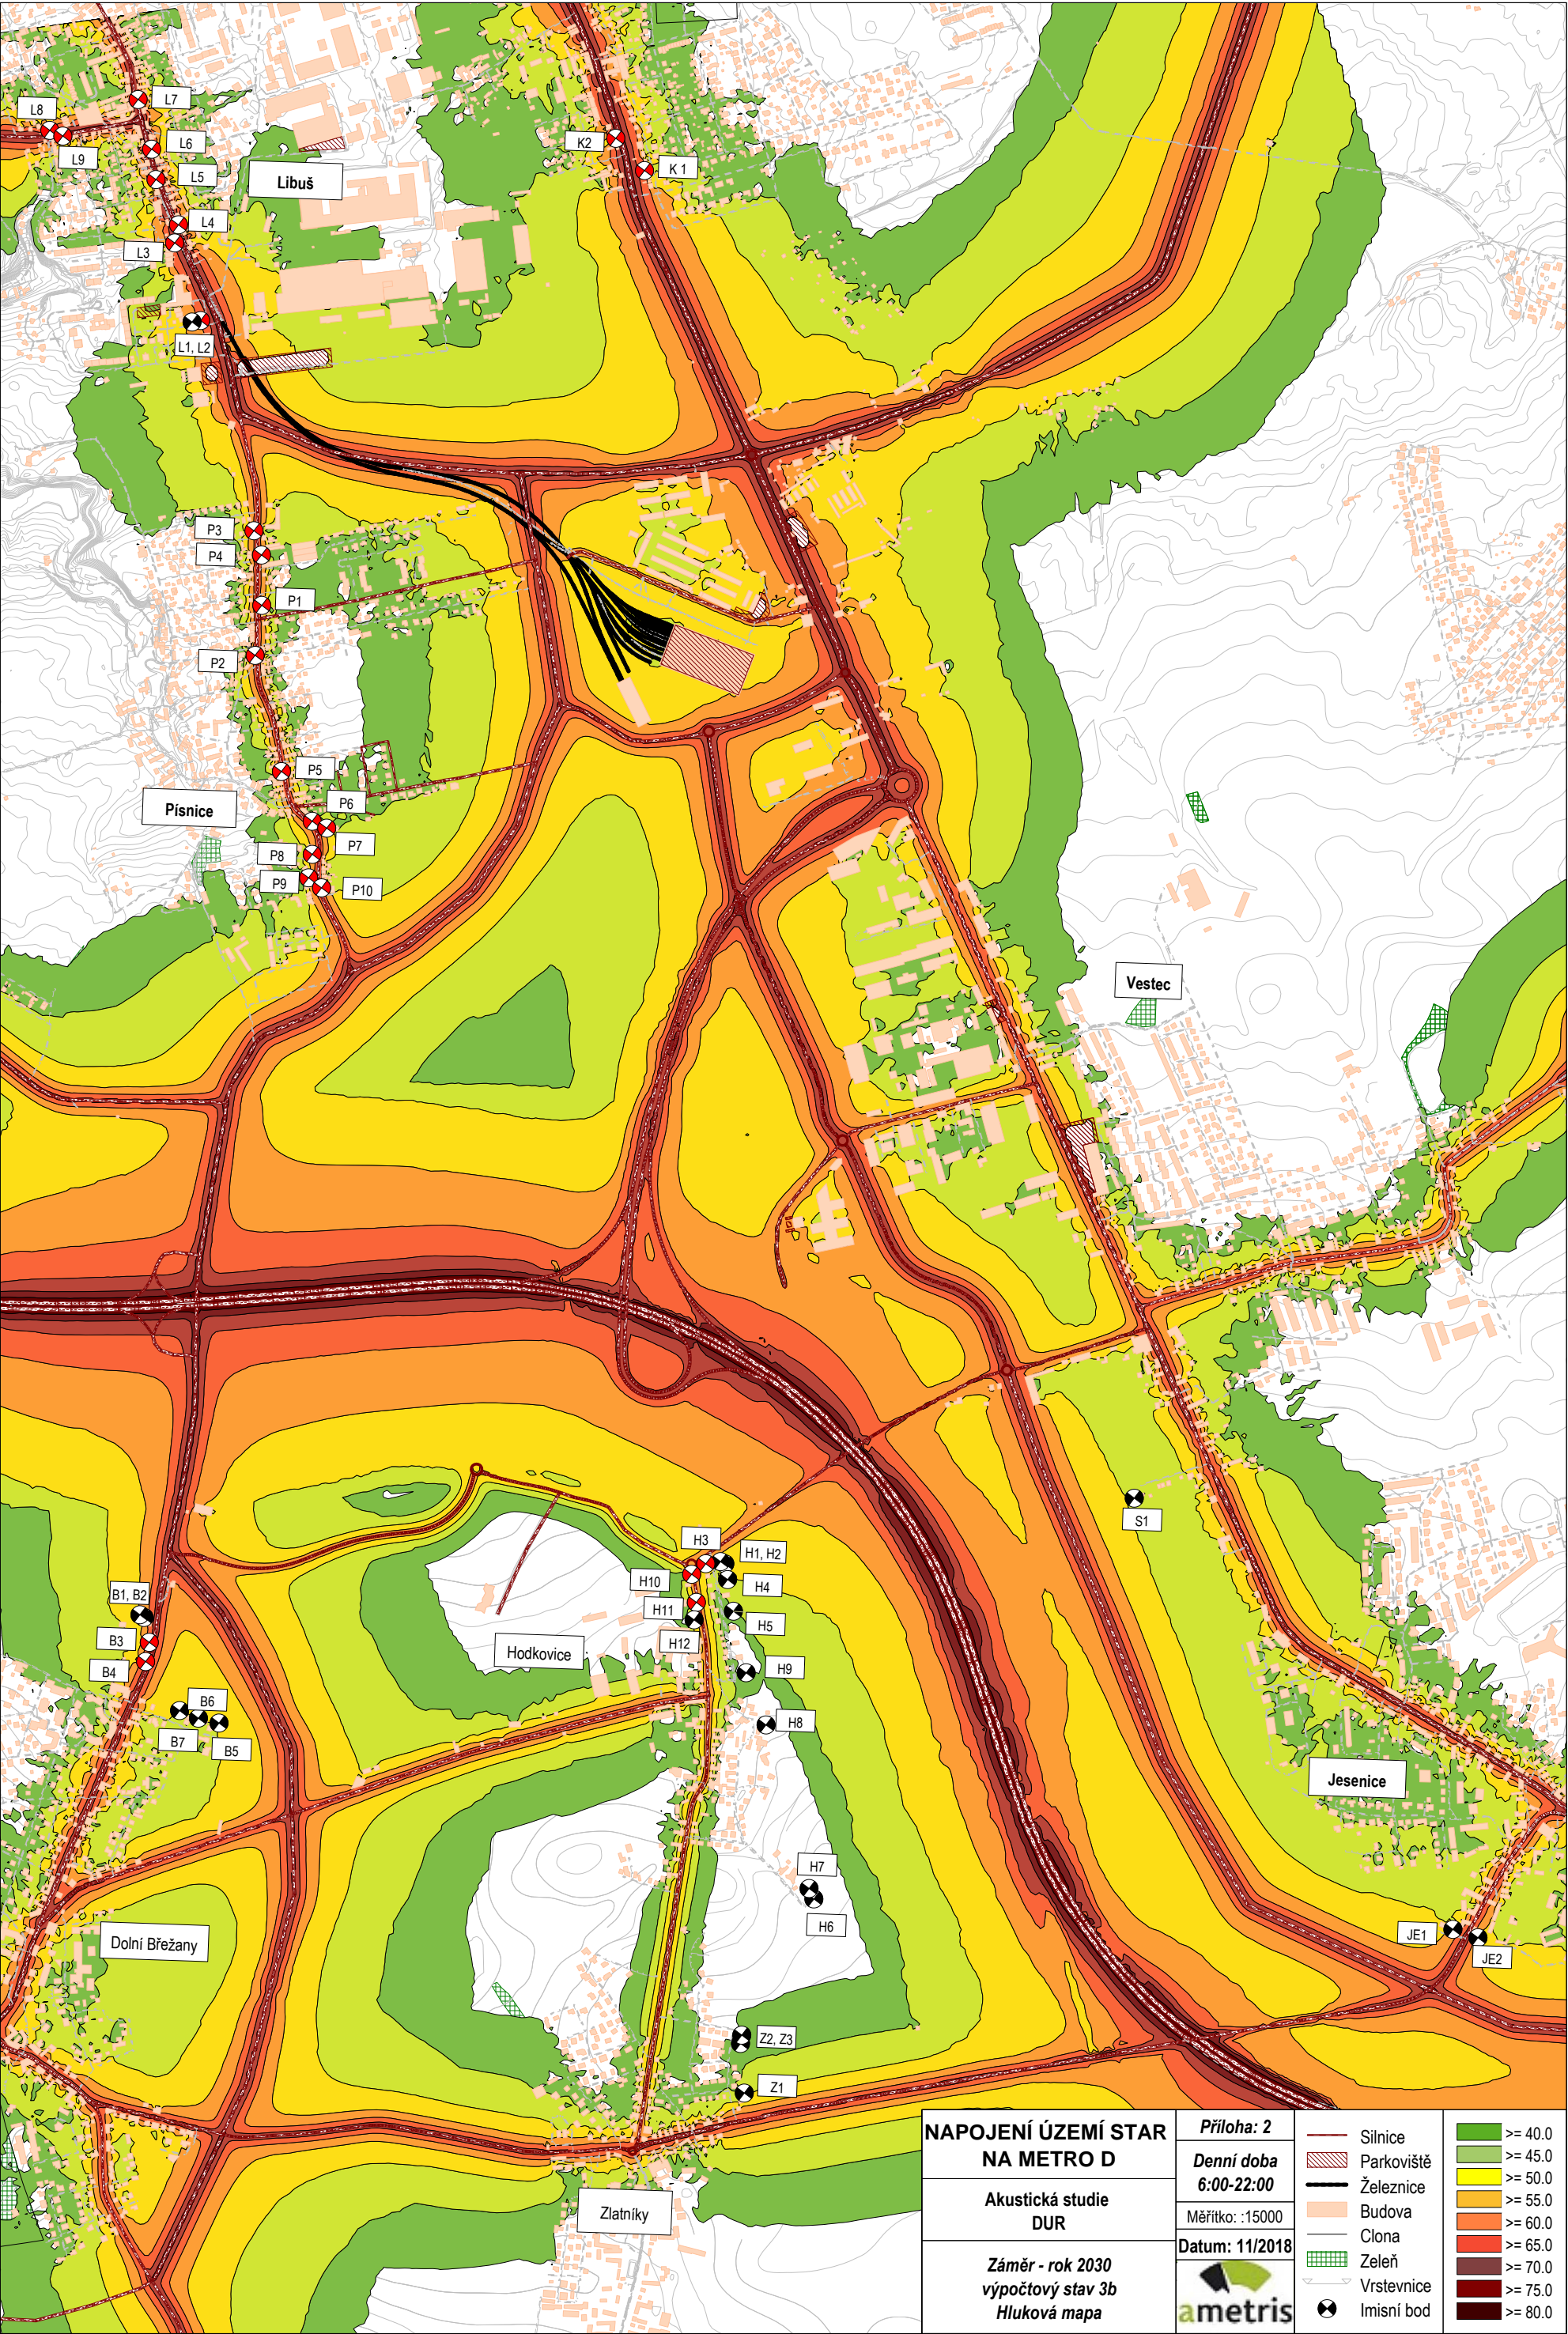 L8
L7
L9
L6
L5
Libuš
L4
L3
L1, L2
K2
K 1
P3
P4
P1
P2
P5
P6
Písnice
P7
P8
P9
P10
Vestec
S1
H3
H1, H2
H10
H4
H11
H5
H12
H9
H8
Hodkovice
B1, B2
B3
B4
B6
B7
B5
Jesenice
H7
H6
JE1
JE2
Dolní Břežany
Z2, Z3
Z1
Zlatníky
NAPOJENÍ ÚZEMÍ STAR
NA METRO D
Akustická studie
DUR
Záměr - rok 2030
výpočtový stav 3b
Hluková mapa
Příloha: 2
Denní doba
6:00-22:00
Měřítko: :15000
Datum: 11/2018
ametris
Silnice
Parkoviště
Železnice
Budova
Clona
Zeleň
Vrstevnice
Imisní bod
>= 40.0
>= 45.0
>= 50.0
>= 55.0
>= 60.0
>= 65.0
>= 70.0
>= 75.0
>= 80.0